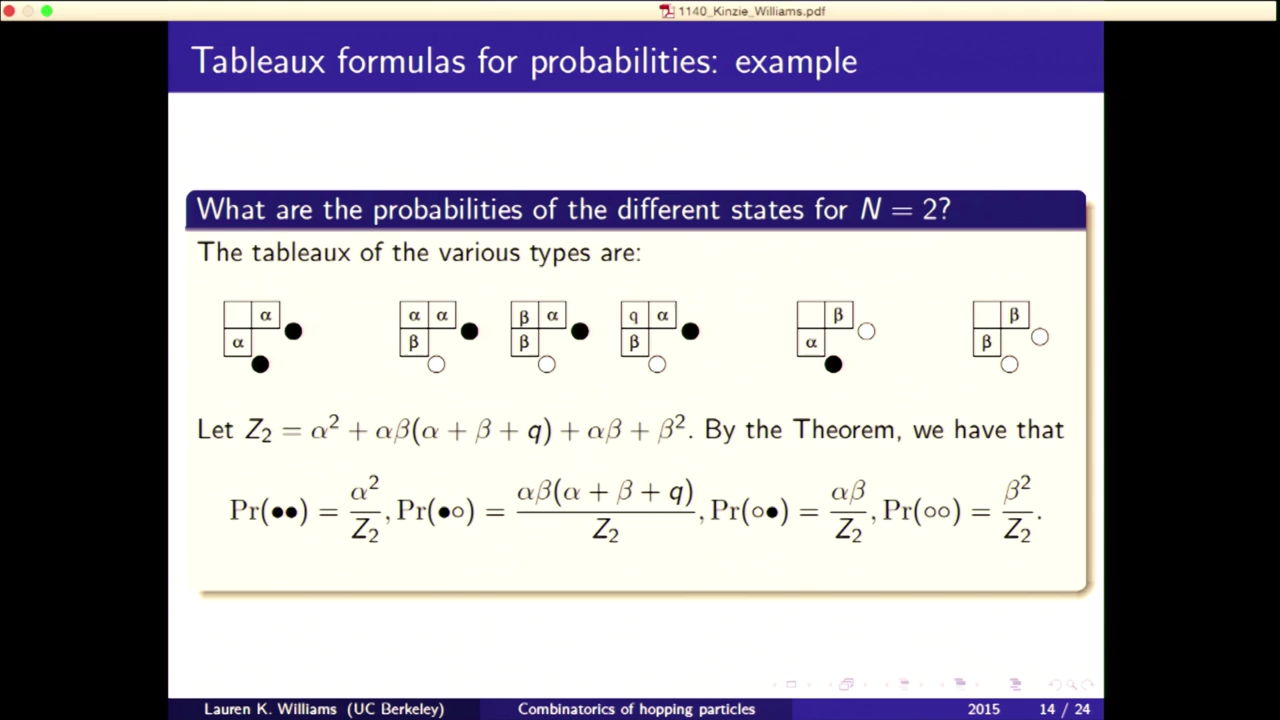 1140_Kinzie_Williams.pdf
Tableaux formulas for probabilities: example
What are the probabilities of the different states for N = 2?
The tableaux of the various types are:
α α α β α q α β β
α β β β α β
Let Z₂ = α² + αβ(α + β + q) + αβ + β². By the Theorem, we have that
Pr(●●) = α²/Z₂, Pr(●○) = αβ(α + β + q)/Z₂, Pr(○●) = αβ/Z₂, Pr(○○) = β²/Z₂.
Lauren K. Williams (UC Berkeley) Combinatorics of hopping particles 2015 14 / 24